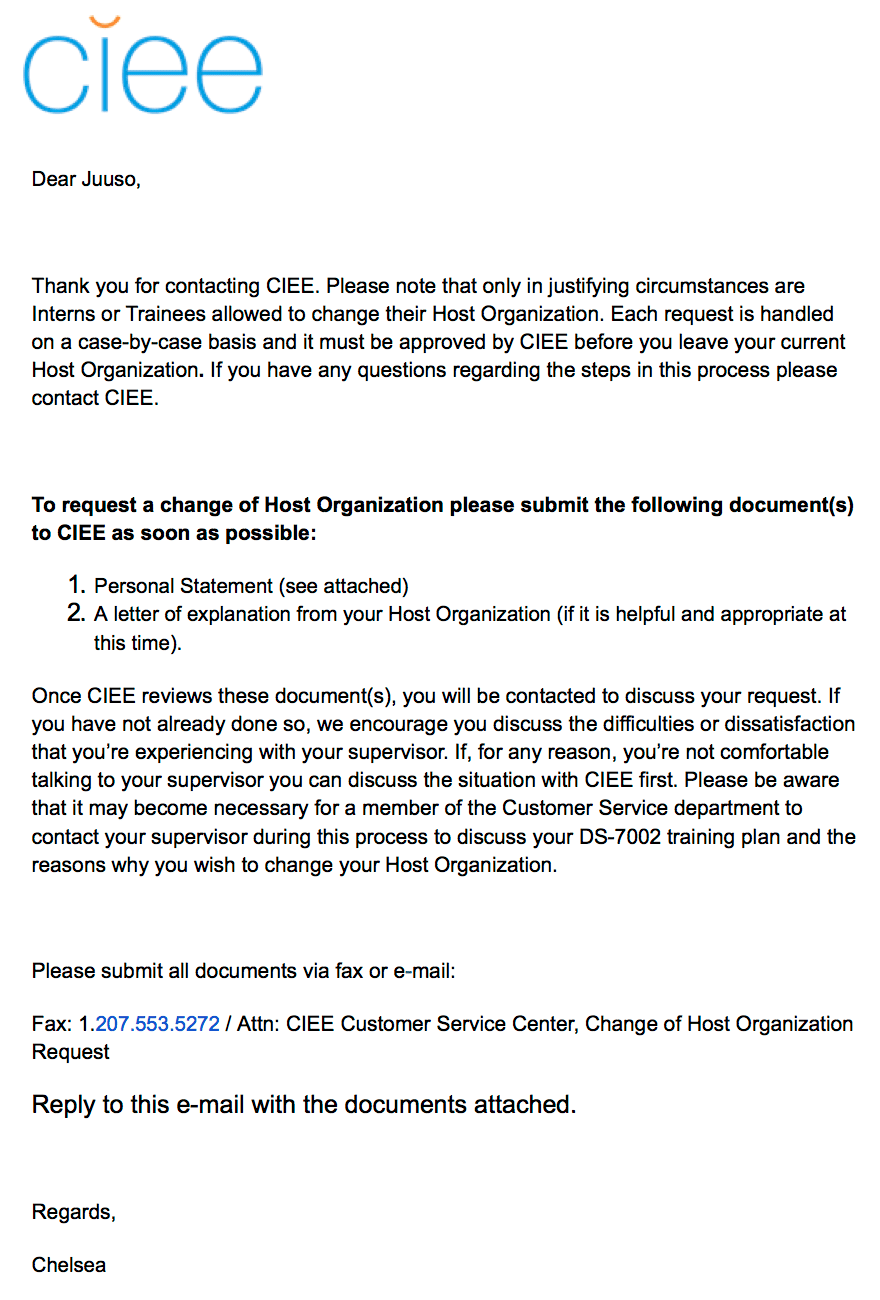 ciee
Dear Juuso,
Thank you for contacting CIEE. Please note that only in justifying circumstances are
Interns or Trainees allowed to change their Host Organization. Each request is handled
on a case-by-case basis and it must be approved by CIEE before you leave your current
Host Organization. If you have any questions regarding the steps in this process please
contact CIEE.
To request a change of Host Organization please submit the following document(s)
to CIEE as soon as possible:
1. Personal Statement (see attached)
2. A letter of explanation from your Host Organization (if it is helpful and appropriate at
this time).
Once CIEE reviews these document(s), you will be contacted to discuss your request. If
you have not already done so, we encourage you discuss the difficulties or dissatisfaction
that you’re experiencing with your supervisor. If, for any reason, you’re not comfortable
talking to your supervisor you can discuss the situation with CIEE first. Please be aware
that it may become necessary for a member of the Customer Service department to
contact your supervisor during this process to discuss your DS-7002 training plan and the
reasons why you wish to change your Host Organization.
Please submit all documents via fax or e-mail:
Fax: 1.207.553.5272 / Attn: CIEE Customer Service Center, Change of Host Organization
Request
Reply to this e-mail with the documents attached.
Regards,
Chelsea